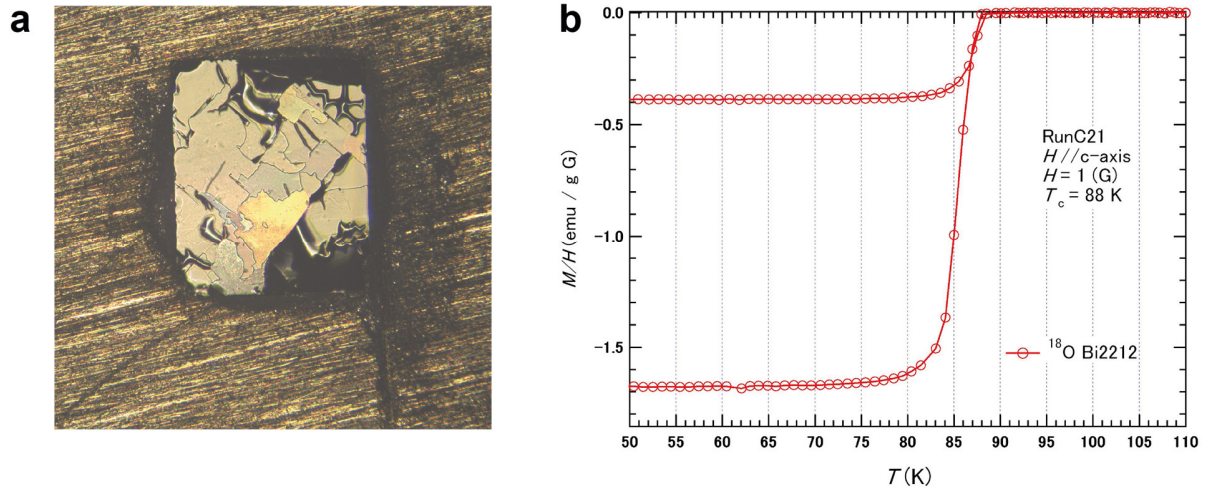 a
b
0.0
-0.5
-1.0
-1.5
M/H (emu / g G)
RunC21
H //c-axis
H = 1 (G)
Tc = 88 K
18O Bi2212
50 55 60 65 70 75 80 85 90 95 100 105 110
T (K)